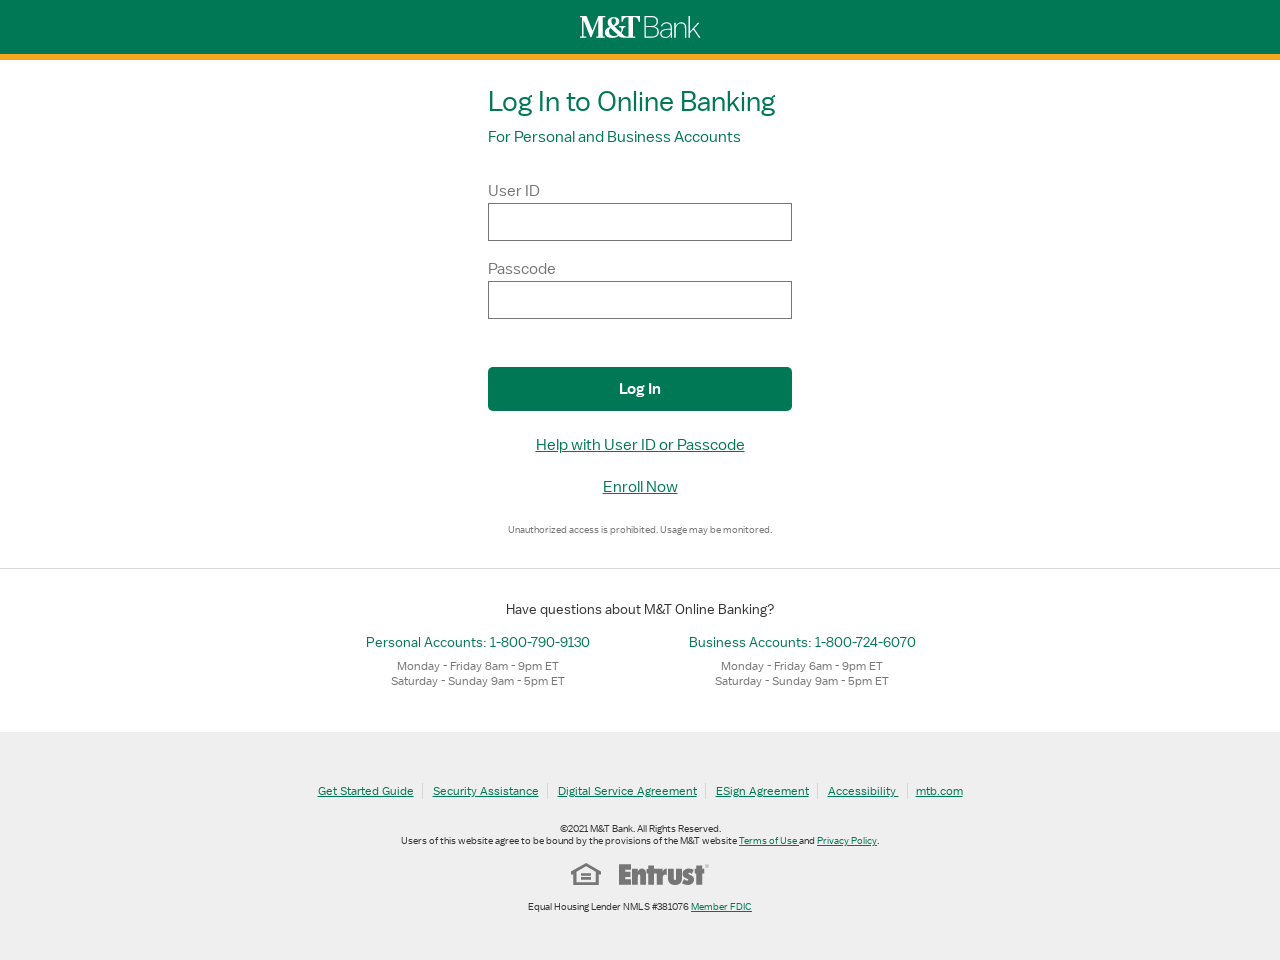 M&T Bank
Log In to Online Banking
For Personal and Business Accounts
User ID
Passcode
Log In
Help with User ID or Passcode
Enroll Now
Unauthorized access is prohibited. Usage may be monitored.
Have questions about M&T Online Banking?
Personal Accounts: 1-800-790-9130
Monday - Friday 8am - 9pm ET
Saturday - Sunday 9am - 5pm ET
Business Accounts: 1-800-724-6070
Monday - Friday 6am - 9pm ET
Saturday - Sunday 9am - 5pm ET
Get Started Guide Security Assistance Digital Service Agreement ESign Agreement Accessibility mtb.com
©2021 M&T Bank. All Rights Reserved.
Users of this website agree to be bound by the provisions of the M&T website Terms of Use and Privacy Policy.
Entrust®
Equal Housing Lender NMLS #381076 Member FDIC